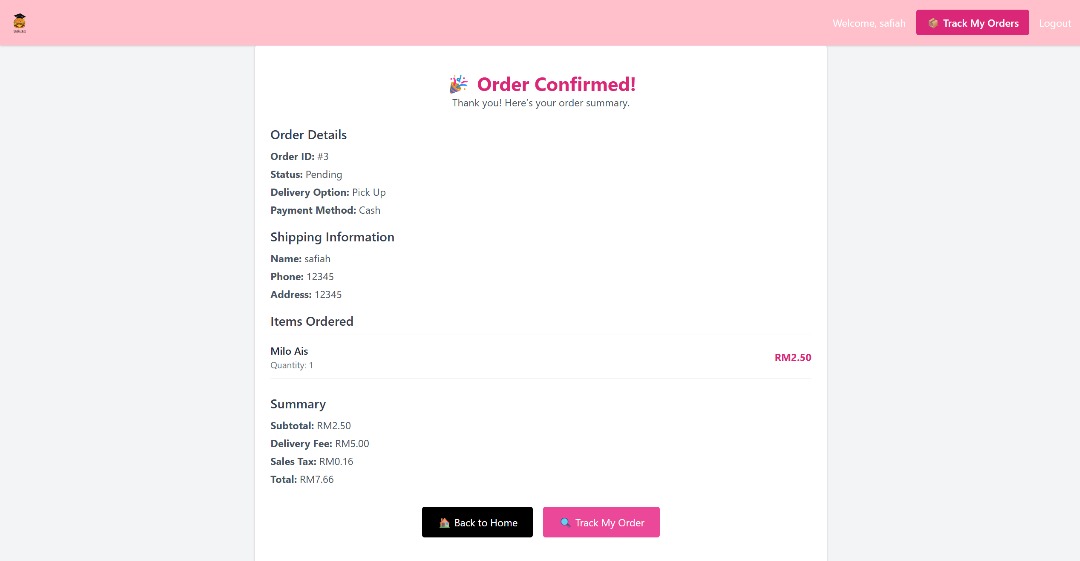 Welcome, safiah
Track My Orders
Logout
Order Confirmed!
Thank you! Here's your order summary.
Order Details
Order ID: #3
Status: Pending
Delivery Option: Pick Up
Payment Method: Cash
Shipping Information
Name: safiah
Phone: 12345
Address: 12345
Items Ordered
Milo Ais
RM2.50
Quantity: 1
Summary
Subtotal: RM2.50
Delivery Fee: RM5.00
Sales Tax: RM0.16
Total: RM7.66
Back to Home
Track My Order